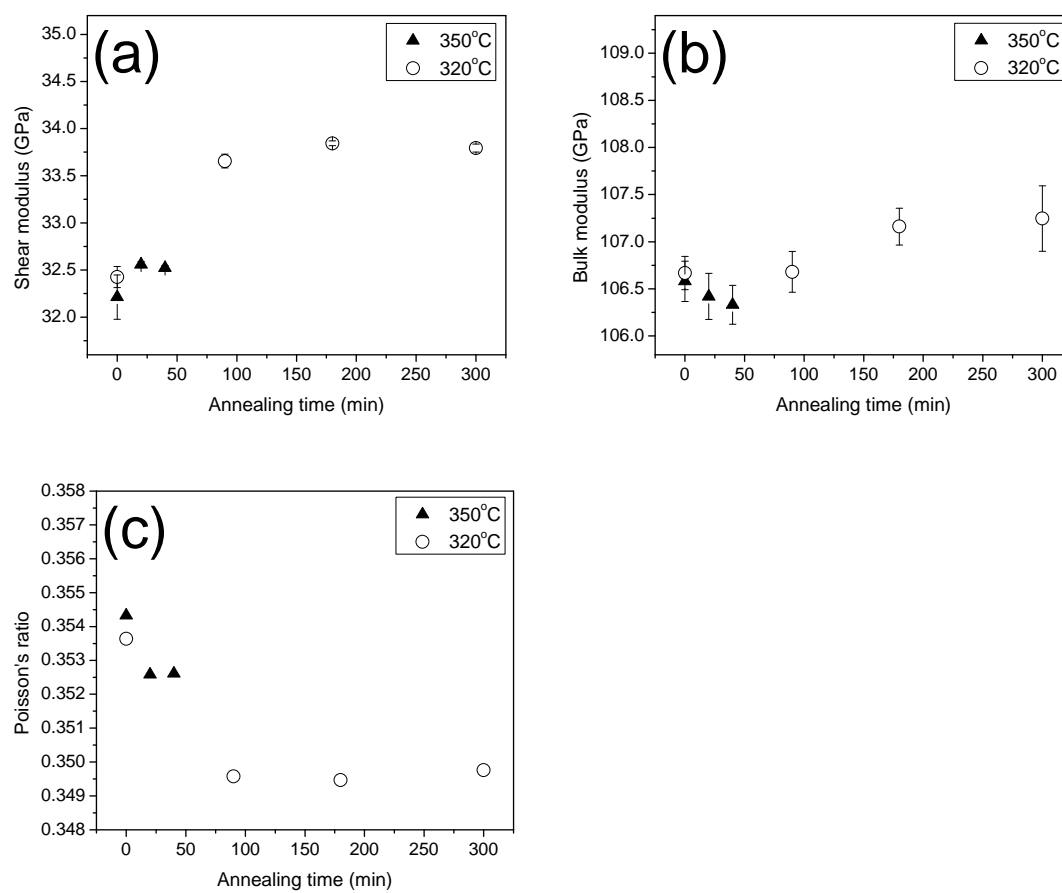 (a)
350°C
320°C
35.0
34.5
34.0
33.5
33.0
32.5
32.0
Shear modulus (GPa)
0 50 100 150 200 250 300
Annealing time (min)
(b)
350°C
320°C
109.0
108.5
108.0
107.5
107.0
106.5
106.0
Bulk modulus (GPa)
0 50 100 150 200 250 300
Annealing time (min)
(c)
350°C
320°C
0.358
0.357
0.356
0.355
0.354
0.353
0.352
0.351
0.350
0.349
0.348
Poisson's ratio
0 50 100 150 200 250 300
Annealing time (min)